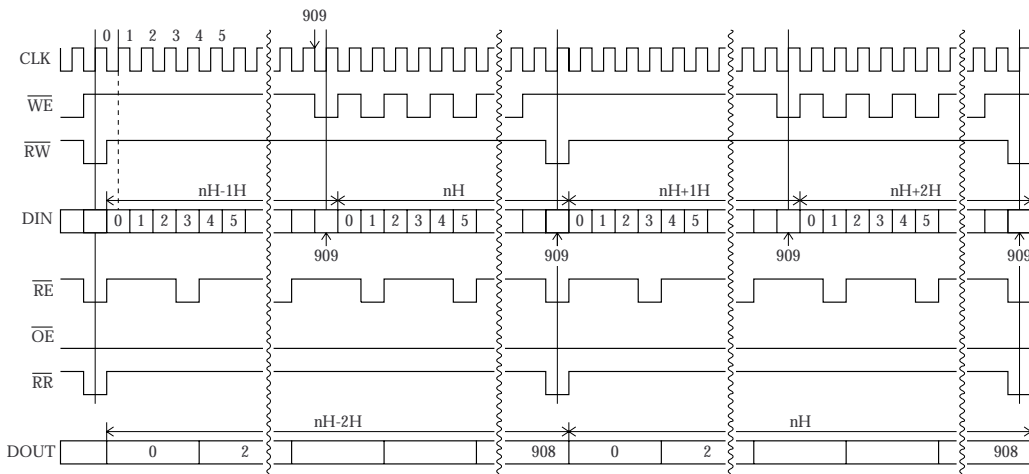 909
0 1 2 3 4 5
CLK
WE
RW
nH-1H nH nH+1H nH+2H
DIN 0 1 2 3 4 5 0 1 2 3 4 5 0 1 2 3 4 5 0 1 2 3 4 5
909 909 909 909
RE
OE
RR
nH-2H nH
DOUT 0 2 908 0 2 908